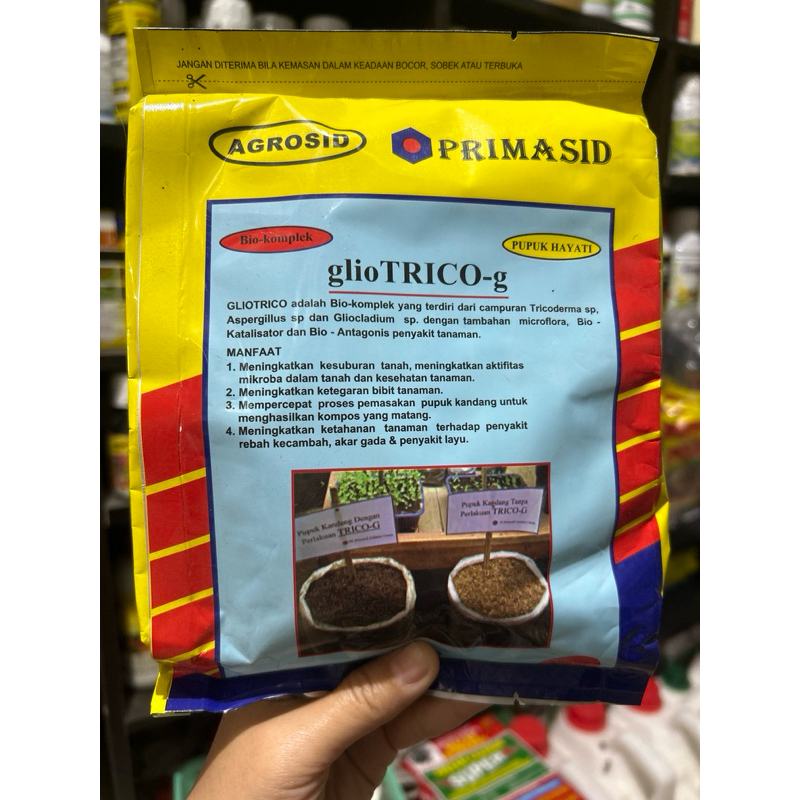 JANGAN DITERIMA BILA KEMASAN DALAM KEADAAN BOCOR, SOBEK ATAU TERBUKA
AGROSID
PRIMASID
Bio-komplek
PUPUK HAYATI
glioTRICO-g
GLIOTRICO adalah Bio-komplek yang terdiri dari campuran Tricoderma sp,
Aspergillus sp dan Gliocladium sp. dengan tambahan microflora, Bio -
Katalisator dan Bio - Antagonis penyakit tanaman.
MANFAAT
1. Meningkatkan kesuburan tanah, meningkatkan aktifitas
mikroba dalam tanah dan kesehatan tanaman.
2. Meningkatkan ketegaran bibit tanaman.
3. Mempercepat proses pemasakan pupuk kandang untuk
menghasilkan kompos yang matang.
4. Meningkatkan ketahanan tanaman terhadap penyakit
rebah kecambah, akar gada & penyakit layu.
Pupuk Kandang Dengan
Perlakuan TRICO-G
Pupuk Kandang Tanpa
Perlakuan TRICO-G